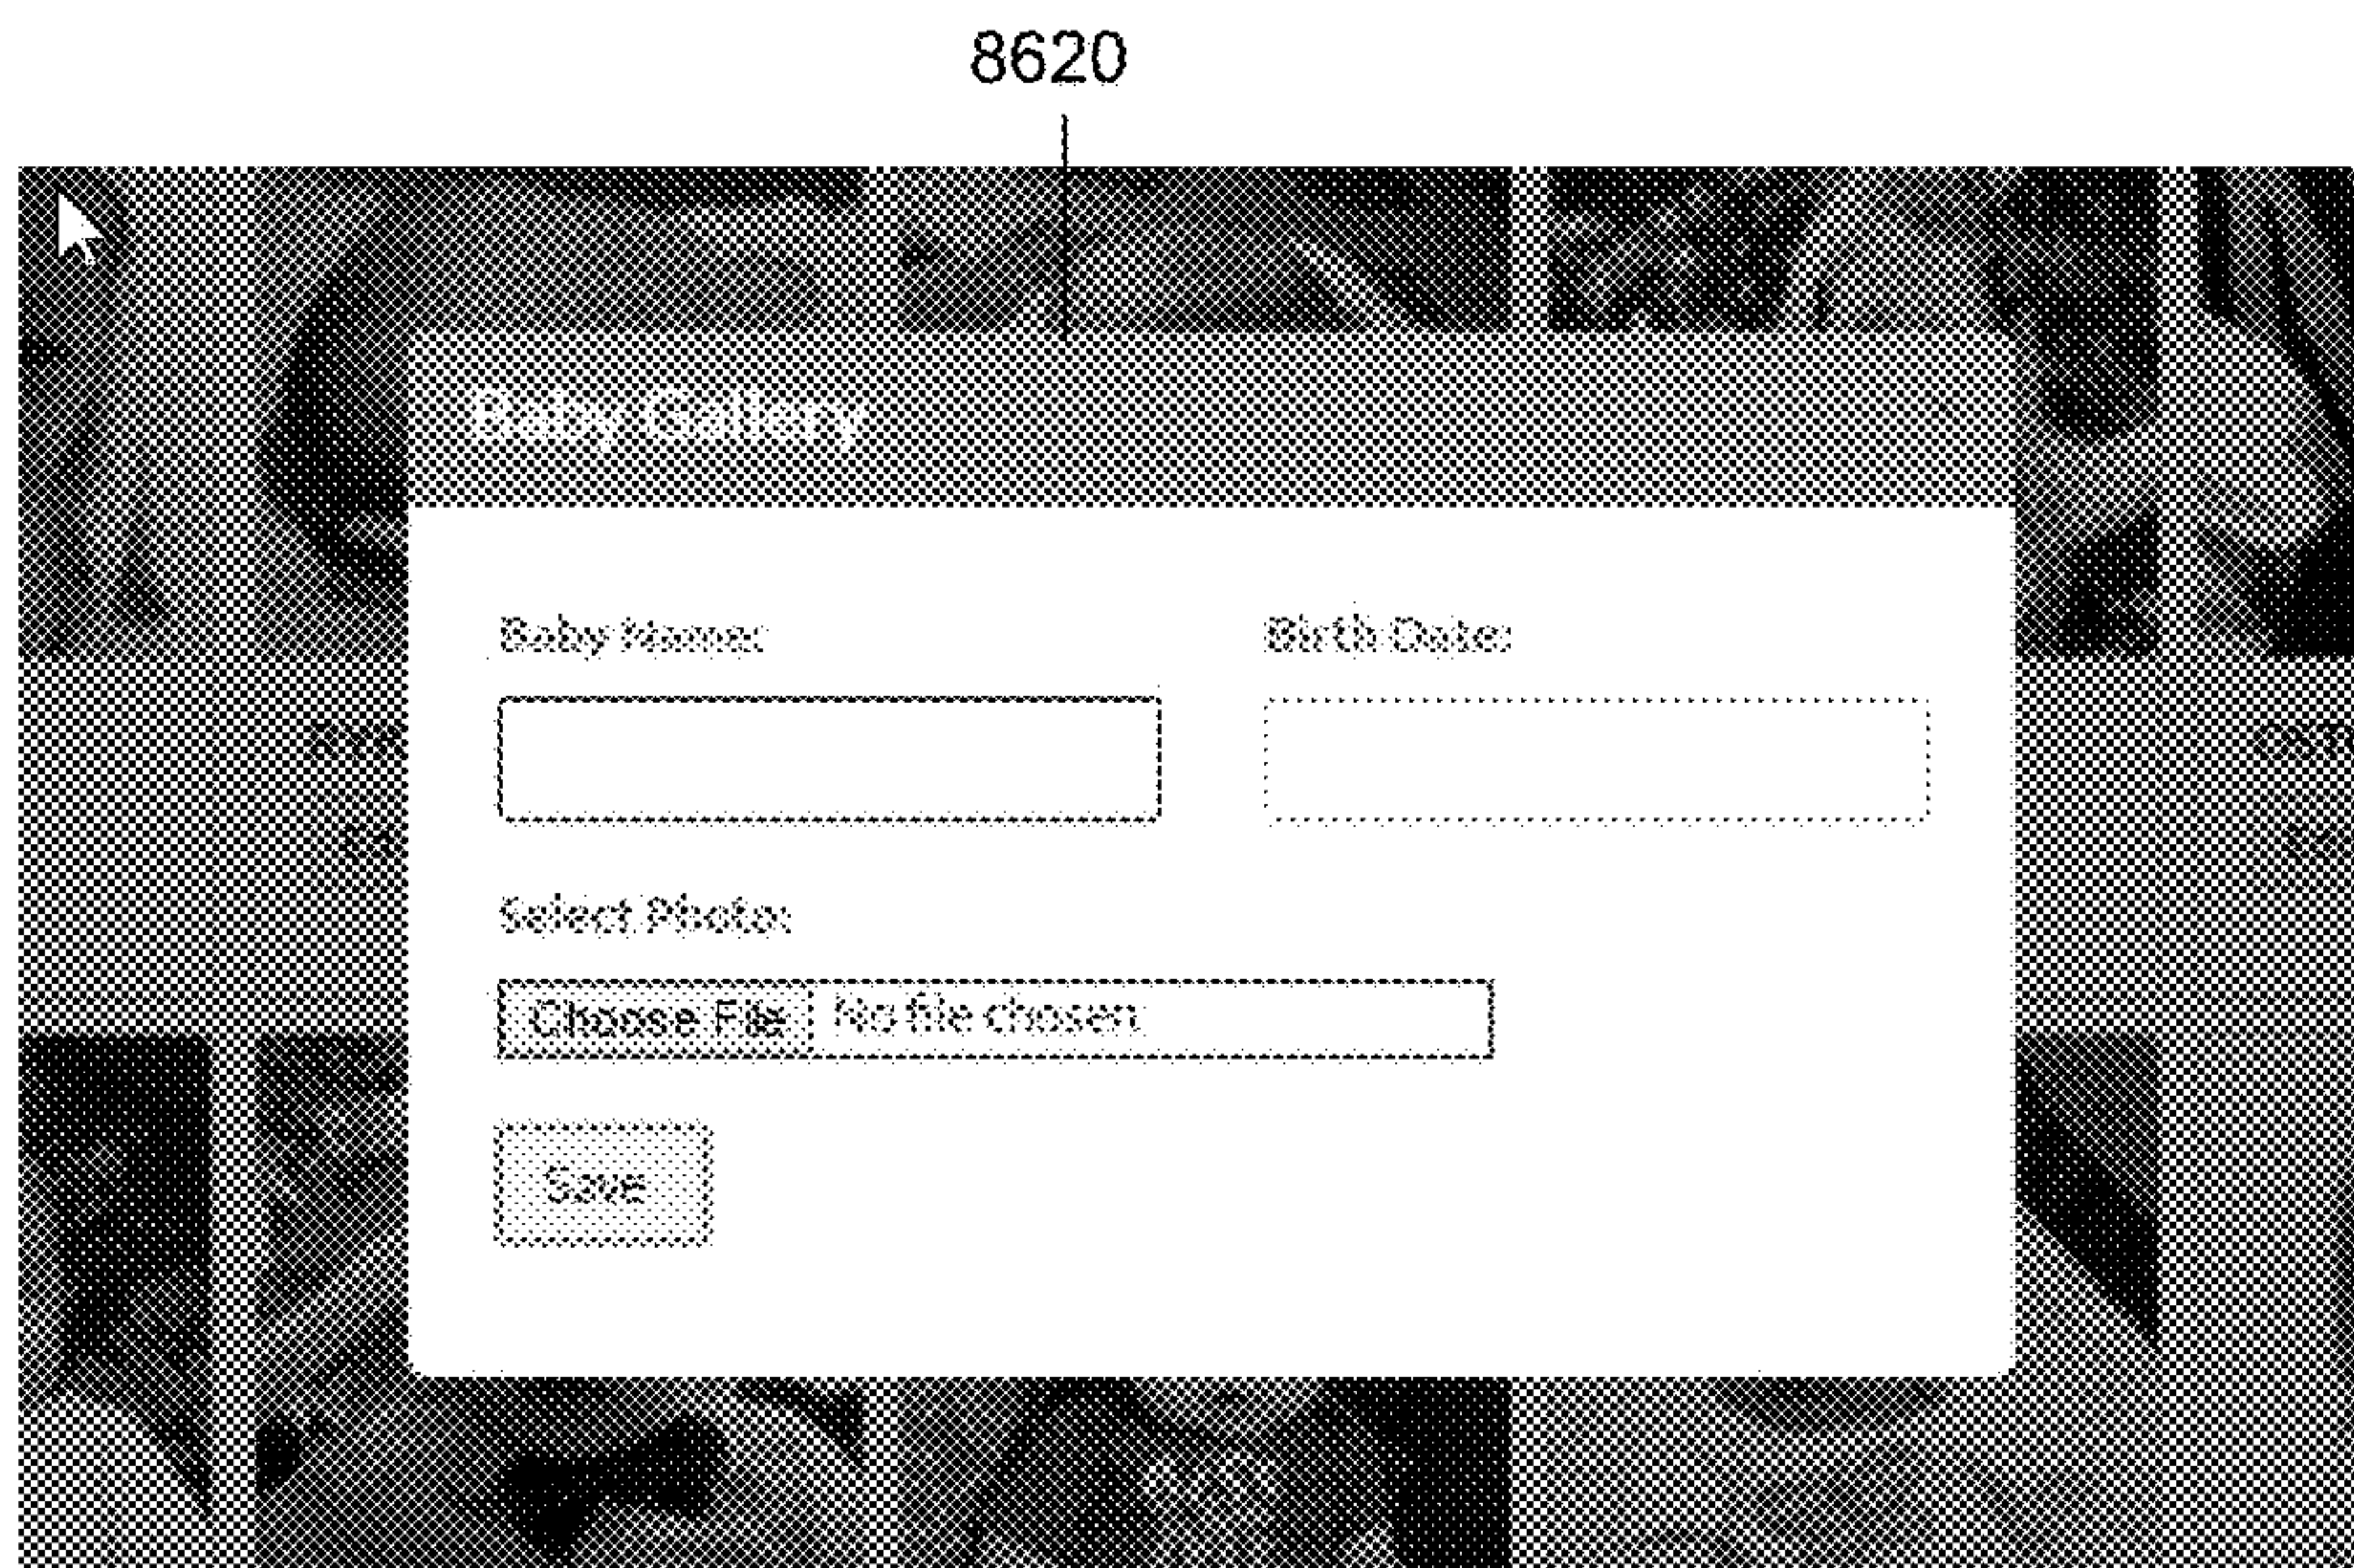 8620
Baby Gallery
Baby Name: Birth Date:
Select Photo:
Choose File No file chosen
Save